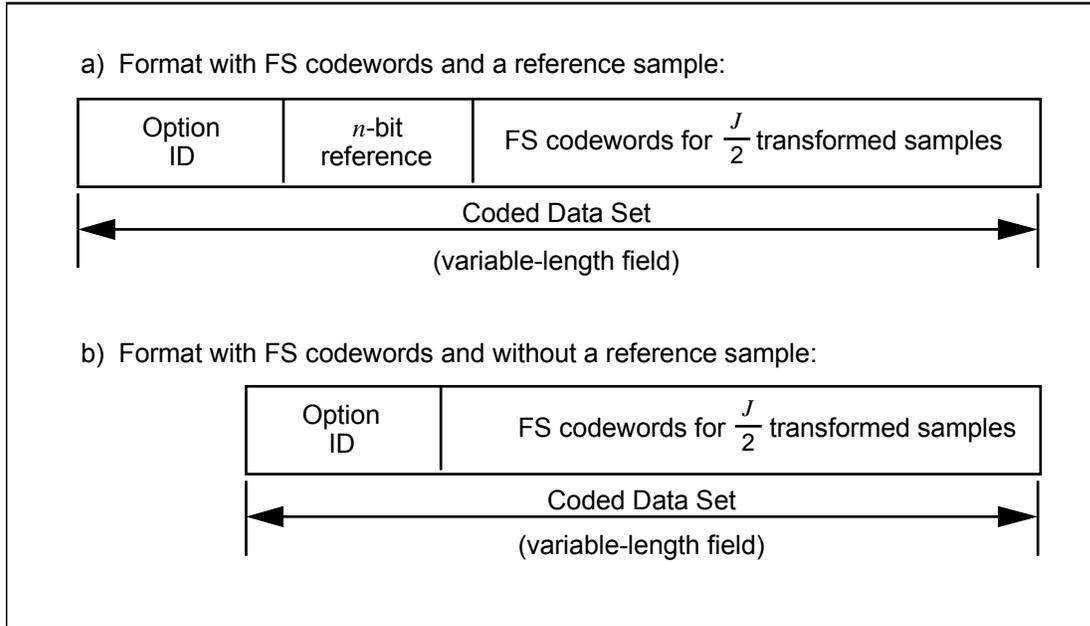 a) Format with FS codewords and a reference sample:
Option
ID
n-bit
reference
FS codewords for J/2 transformed samples
Coded Data Set
(variable-length field)
b) Format with FS codewords and without a reference sample:
Option
ID
FS codewords for J/2 transformed samples
Coded Data Set
(variable-length field)